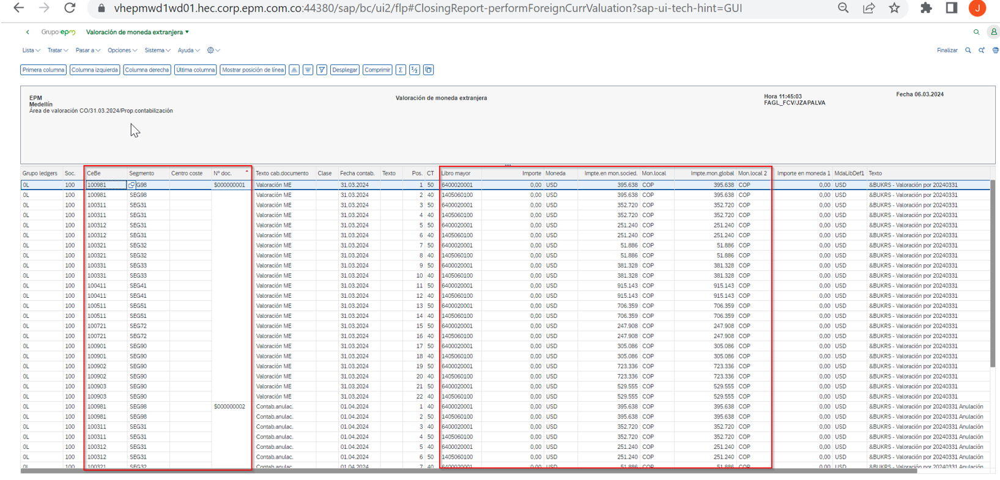 vhepmwd1wd01.hec.corp.epm.com.co:44380/sap/bc/ui2/flp#ClosingReport-performForeignCurrValuation?sap-ui-tech-hint=GUI
J
Grupo epm Valoración de moneda extranjera
Lista Tratar Pasar a Opciones Sistema Ayuda Finalizar
Primera columna Columna izquierda Columna derecha Última columna Mostrar posición de línea Desplegar Comprimir Σ
EPM Valoración de moneda extranjera Hora 11:45:03 Fecha 06.03.2024
Medellín FAGL_FCV/JZAPALVA
Área de valoración CO/31.03.2024/Prop.contabilización
Grupo ledgers Soc. CeBe Segmento Centro coste Nº doc. Texto cab.documento Clase Fecha contab. Texto Pos. CT Libro mayor Importe Moneda Impte.en mon.socied. Mon.local Impte.mon.global Mon.local 2 Importe en moneda 1 MdaLibDef1 Texto
0L 100 100981 G98 $000000001 Valoración ME 31.03.2024 1 50 6400020001 0,00 USD 395.638 COP 395.638 COP 0,00 USD &BUKRS - Valoración por 20240331
0L 100 100981 SEG98 Valoración ME 31.03.2024 2 40 1405060100 0,00 USD 395.638 COP 395.638 COP 0,00 USD &BUKRS - Valoración por 20240331
0L 100 100311 SEG31 Valoración ME 31.03.2024 3 50 6400020001 0,00 USD 352.720 COP 352.720 COP 0,00 USD &BUKRS - Valoración por 20240331
0L 100 100311 SEG31 Valoración ME 31.03.2024 4 40 1405060100 0,00 USD 352.720 COP 352.720 COP 0,00 USD &BUKRS - Valoración por 20240331
0L 100 100312 SEG31 Valoración ME 31.03.2024 5 50 6400020001 0,00 USD 251.240 COP 251.240 COP 0,00 USD &BUKRS - Valoración por 20240331
0L 100 100312 SEG31 Valoración ME 31.03.2024 6 40 1405060100 0,00 USD 251.240 COP 251.240 COP 0,00 USD &BUKRS - Valoración por 20240331
0L 100 100321 SEG32 Valoración ME 31.03.2024 7 50 6400020001 0,00 USD 51.886 COP 51.886 COP 0,00 USD &BUKRS - Valoración por 20240331
0L 100 100321 SEG32 Valoración ME 31.03.2024 8 40 1405060100 0,00 USD 51.886 COP 51.886 COP 0,00 USD &BUKRS - Valoración por 20240331
0L 100 100331 SEG33 Valoración ME 31.03.2024 9 50 6400020001 0,00 USD 381.328 COP 381.328 COP 0,00 USD &BUKRS - Valoración por 20240331
0L 100 100331 SEG33 Valoración ME 31.03.2024 10 40 1405060100 0,00 USD 381.328 COP 381.328 COP 0,00 USD &BUKRS - Valoración por 20240331
0L 100 100411 SEG41 Valoración ME 31.03.2024 11 50 6400020001 0,00 USD 915.143 COP 915.143 COP 0,00 USD &BUKRS - Valoración por 20240331
0L 100 100411 SEG41 Valoración ME 31.03.2024 12 40 1405060100 0,00 USD 915.143 COP 915.143 COP 0,00 USD &BUKRS - Valoración por 20240331
0L 100 100511 SEG51 Valoración ME 31.03.2024 13 50 6400020001 0,00 USD 706.359 COP 706.359 COP 0,00 USD &BUKRS - Valoración por 20240331
0L 100 100511 SEG51 Valoración ME 31.03.2024 14 40 1405060100 0,00 USD 706.359 COP 706.359 COP 0,00 USD &BUKRS - Valoración por 20240331
0L 100 100721 SEG72 Valoración ME 31.03.2024 15 50 6400020001 0,00 USD 247.908 COP 247.908 COP 0,00 USD &BUKRS - Valoración por 20240331
0L 100 100721 SEG72 Valoración ME 31.03.2024 16 40 1405060100 0,00 USD 247.908 COP 247.908 COP 0,00 USD &BUKRS - Valoración por 20240331
0L 100 100901 SEG90 Valoración ME 31.03.2024 17 50 6400020001 0,00 USD 305.086 COP 305.086 COP 0,00 USD &BUKRS - Valoración por 20240331
0L 100 100901 SEG90 Valoración ME 31.03.2024 18 40 1405060100 0,00 USD 305.086 COP 305.086 COP 0,00 USD &BUKRS - Valoración por 20240331
0L 100 100902 SEG90 Valoración ME 31.03.2024 19 50 6400020001 0,00 USD 723.336 COP 723.336 COP 0,00 USD &BUKRS - Valoración por 20240331
0L 100 100902 SEG90 Valoración ME 31.03.2024 20 40 1405060100 0,00 USD 723.336 COP 723.336 COP 0,00 USD &BUKRS - Valoración por 20240331
0L 100 100903 SEG90 Valoración ME 31.03.2024 21 50 6400020001 0,00 USD 529.555 COP 529.555 COP 0,00 USD &BUKRS - Valoración por 20240331
0L 100 100903 SEG90 Valoración ME 31.03.2024 22 40 1405060100 0,00 USD 529.555 COP 529.555 COP 0,00 USD &BUKRS - Valoración por 20240331
0L 100 100981 SEG98 $000000002 Contab.anulac. 01.04.2024 1 40 6400020001 0,00 USD 395.638 COP 395.638 COP 0,00 USD &BUKRS - Valoración por 20240331 Anulación
0L 100 100981 SEG98 Contab.anulac. 01.04.2024 2 50 1405060100 0,00 USD 395.638 COP 395.638 COP 0,00 USD &BUKRS - Valoración por 20240331 Anulación
0L 100 100311 SEG31 Contab.anulac. 01.04.2024 3 40 6400020001 0,00 USD 352.720 COP 352.720 COP 0,00 USD &BUKRS - Valoración por 20240331 Anulación
0L 100 100311 SEG31 Contab.anulac. 01.04.2024 4 50 1405060100 0,00 USD 352.720 COP 352.720 COP 0,00 USD &BUKRS - Valoración por 20240331 Anulación
0L 100 100312 SEG31 Contab.anulac. 01.04.2024 5 40 6400020001 0,00 USD 251.240 COP 251.240 COP 0,00 USD &BUKRS - Valoración por 20240331 Anulación
0L 100 100312 SEG31 Contab.anulac. 01.04.2024 6 50 1405060100 0,00 USD 251.240 COP 251.240 COP 0,00 USD &BUKRS - Valoración por 20240331 Anulación
0L 100 100321 SEG32 Contab.anulac. 01.04.2024 7 40 6400020001 0,00 USD 51.886 COP 51.886 COP 0,00 USD &BUKRS - Valoración por 20240331 Anulación